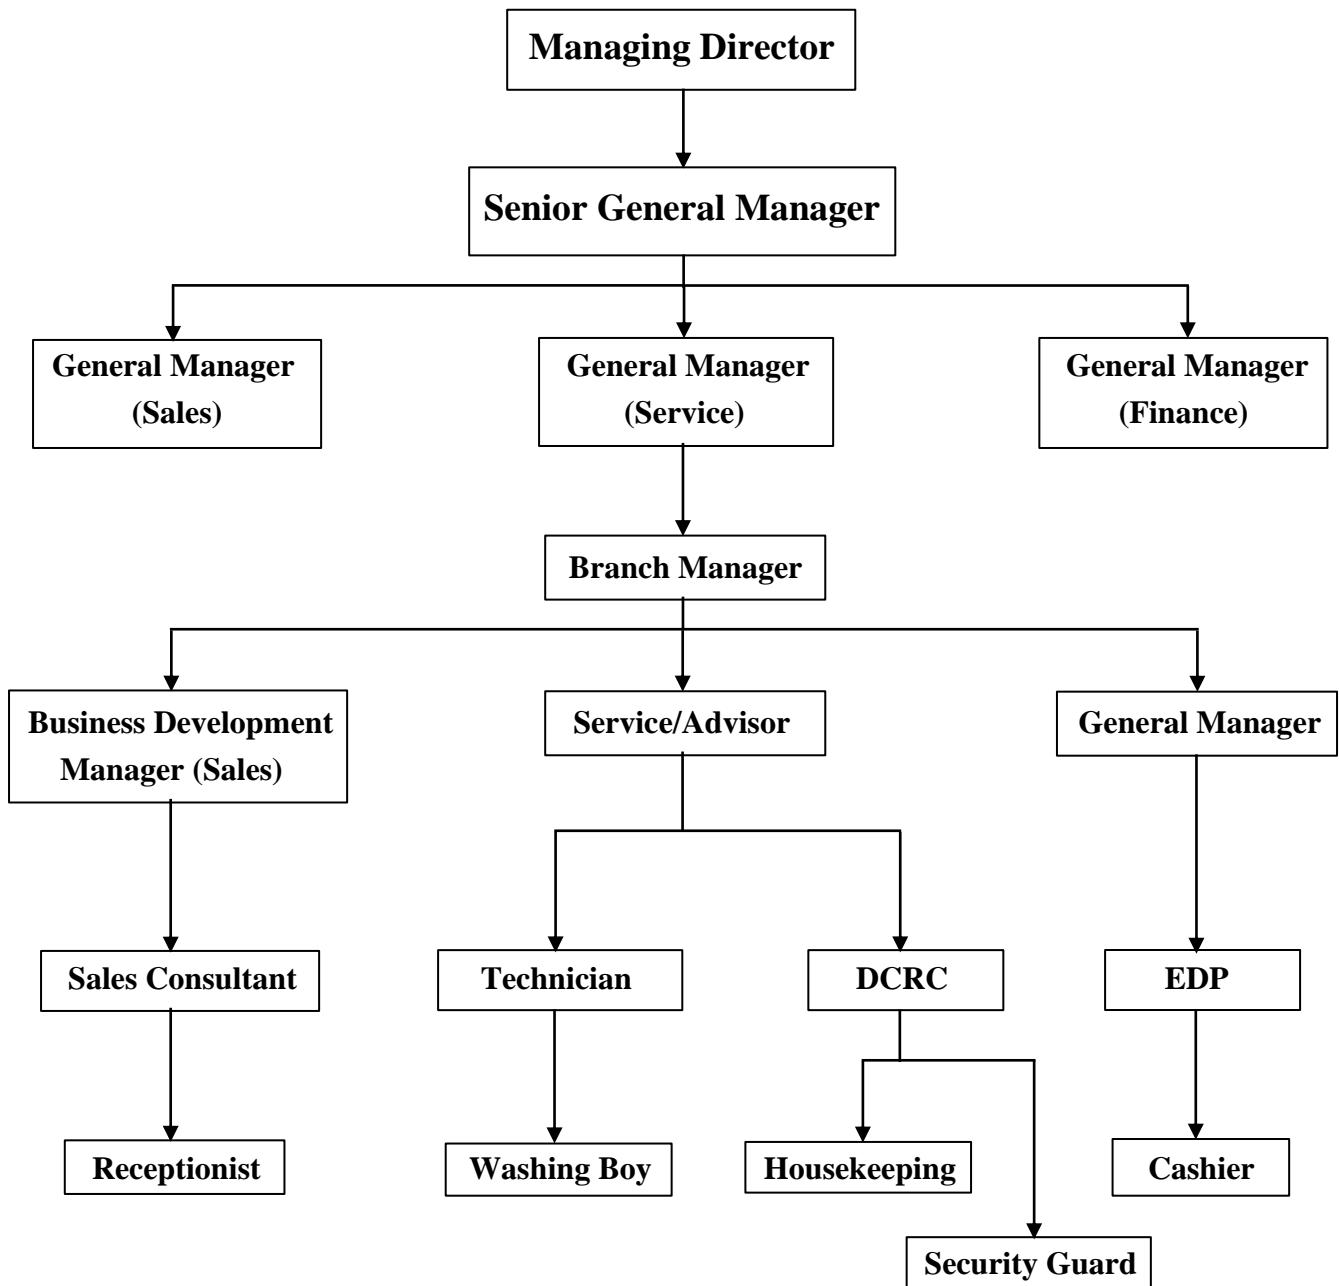 Managing Director
Senior General Manager
General Manager
(Sales)
General Manager
(Service)
General Manager
(Finance)
Branch Manager
Business Development
Manager (Sales)
Service/Advisor
General Manager
Sales Consultant
Technician
DCRC
EDP
Receptionist
Washing Boy
Housekeeping
Cashier
Security Guard